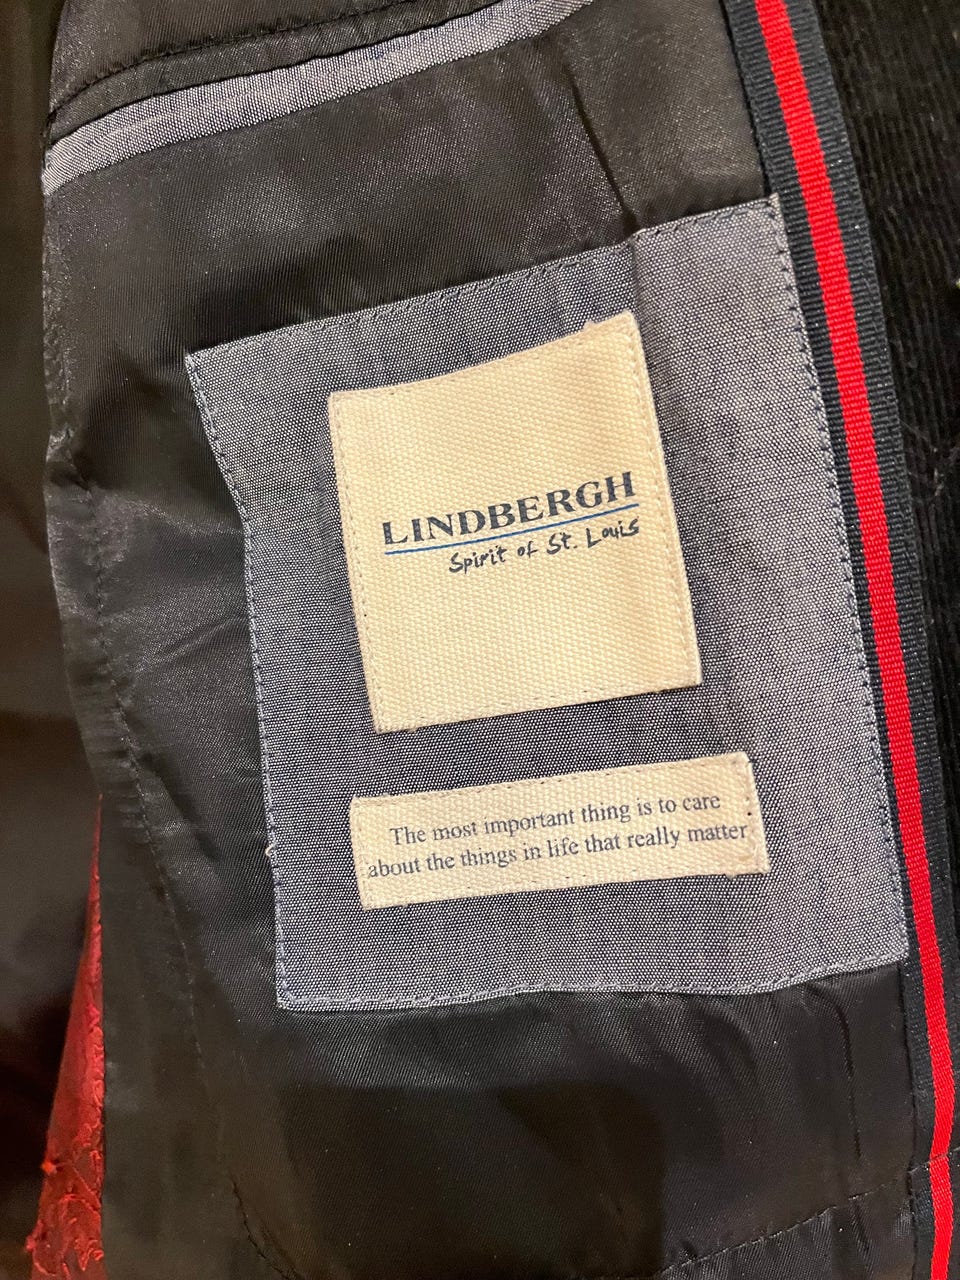 LINDBERGH
Spirit of St. Louis
The most important thing is to care
about the things in life that really matter